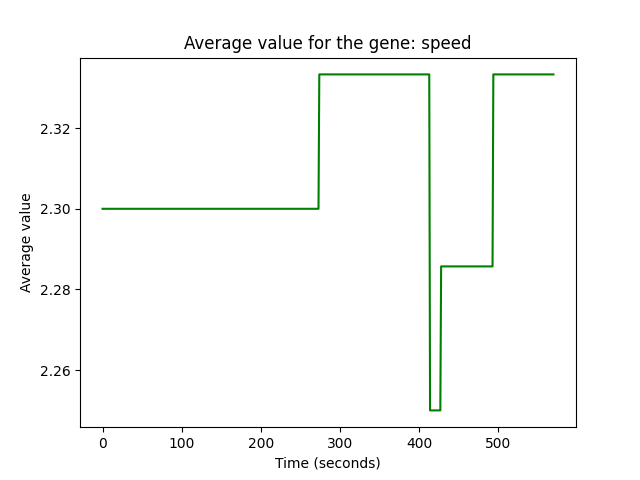 Average value for the gene: speed
Average value
2.32
2.30
2.28
2.26
0 100 200 300 400 500
Time (seconds)